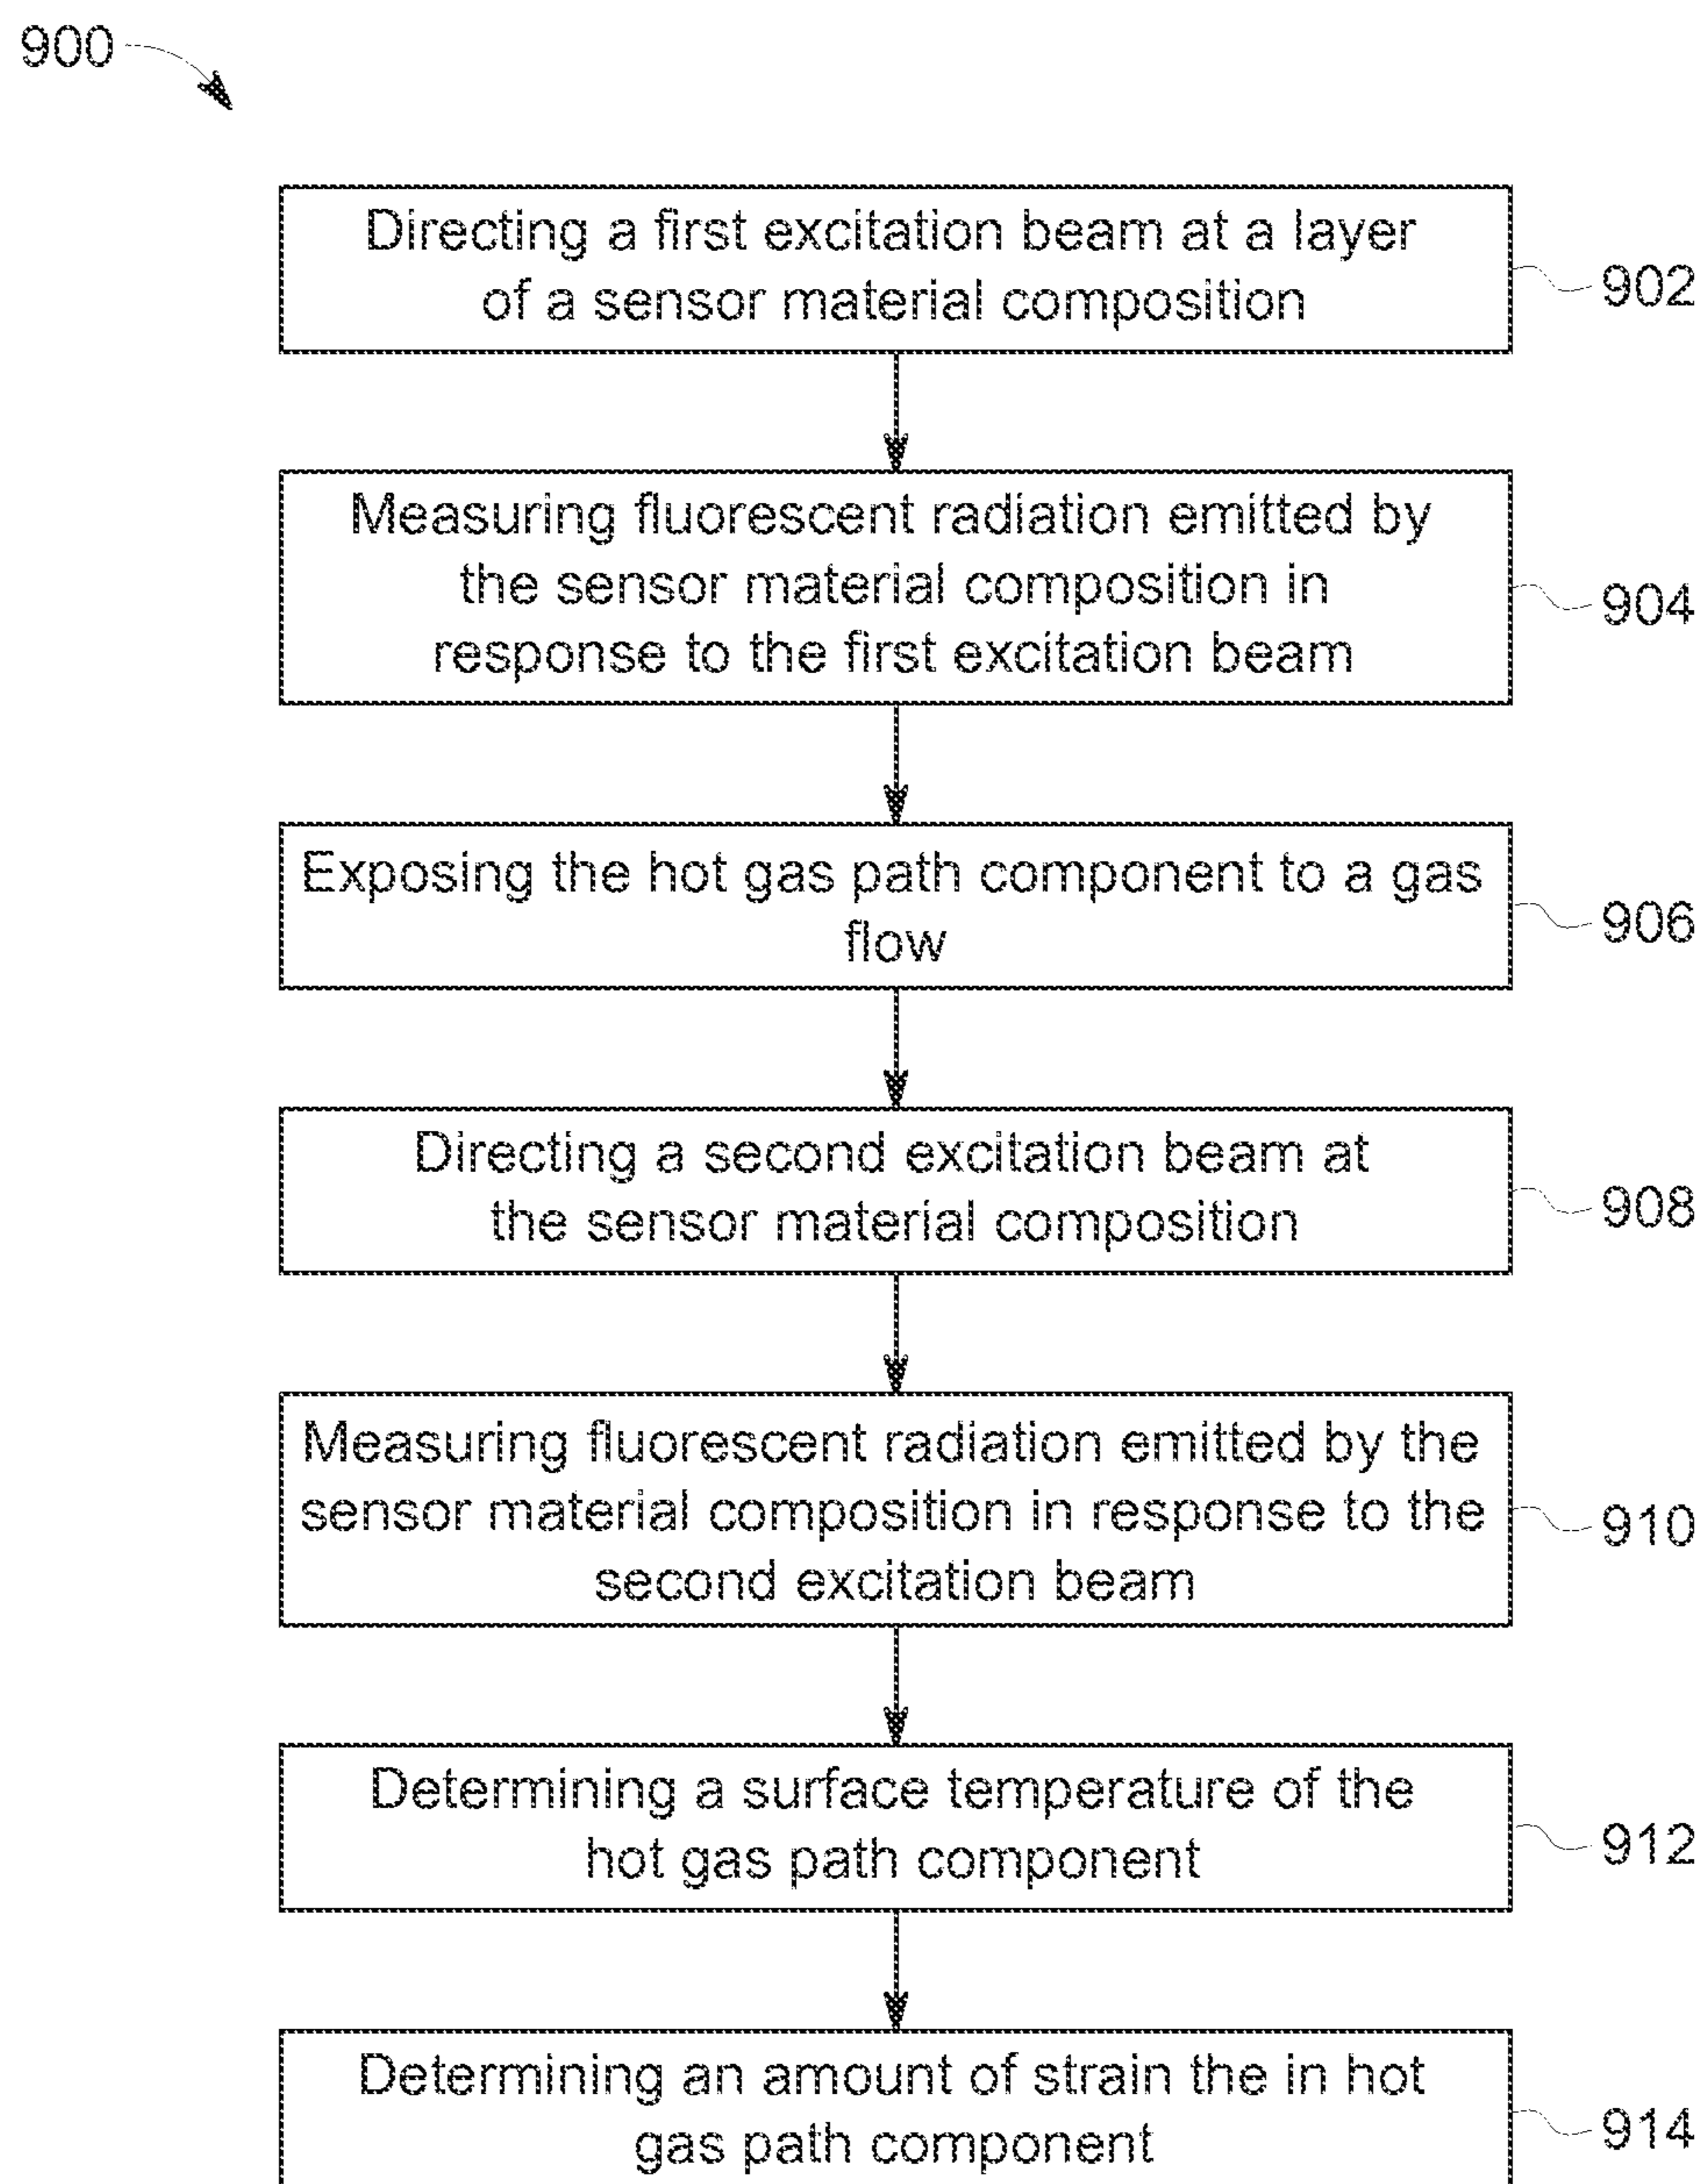 900
Directing a first excitation beam at a layer
of a sensor material composition
902
Measuring fluorescent radiation emitted by
the sensor material composition in
response to the first excitation beam
904
Exposing the hot gas path component to a gas
flow
906
Directing a second excitation beam at
the sensor material composition
908
Measuring fluorescent radiation emitted by the
sensor material composition in response to the
second excitation beam
910
Determining a surface temperature of the
hot gas path component
912
Determining an amount of strain the in hot
gas path component
914